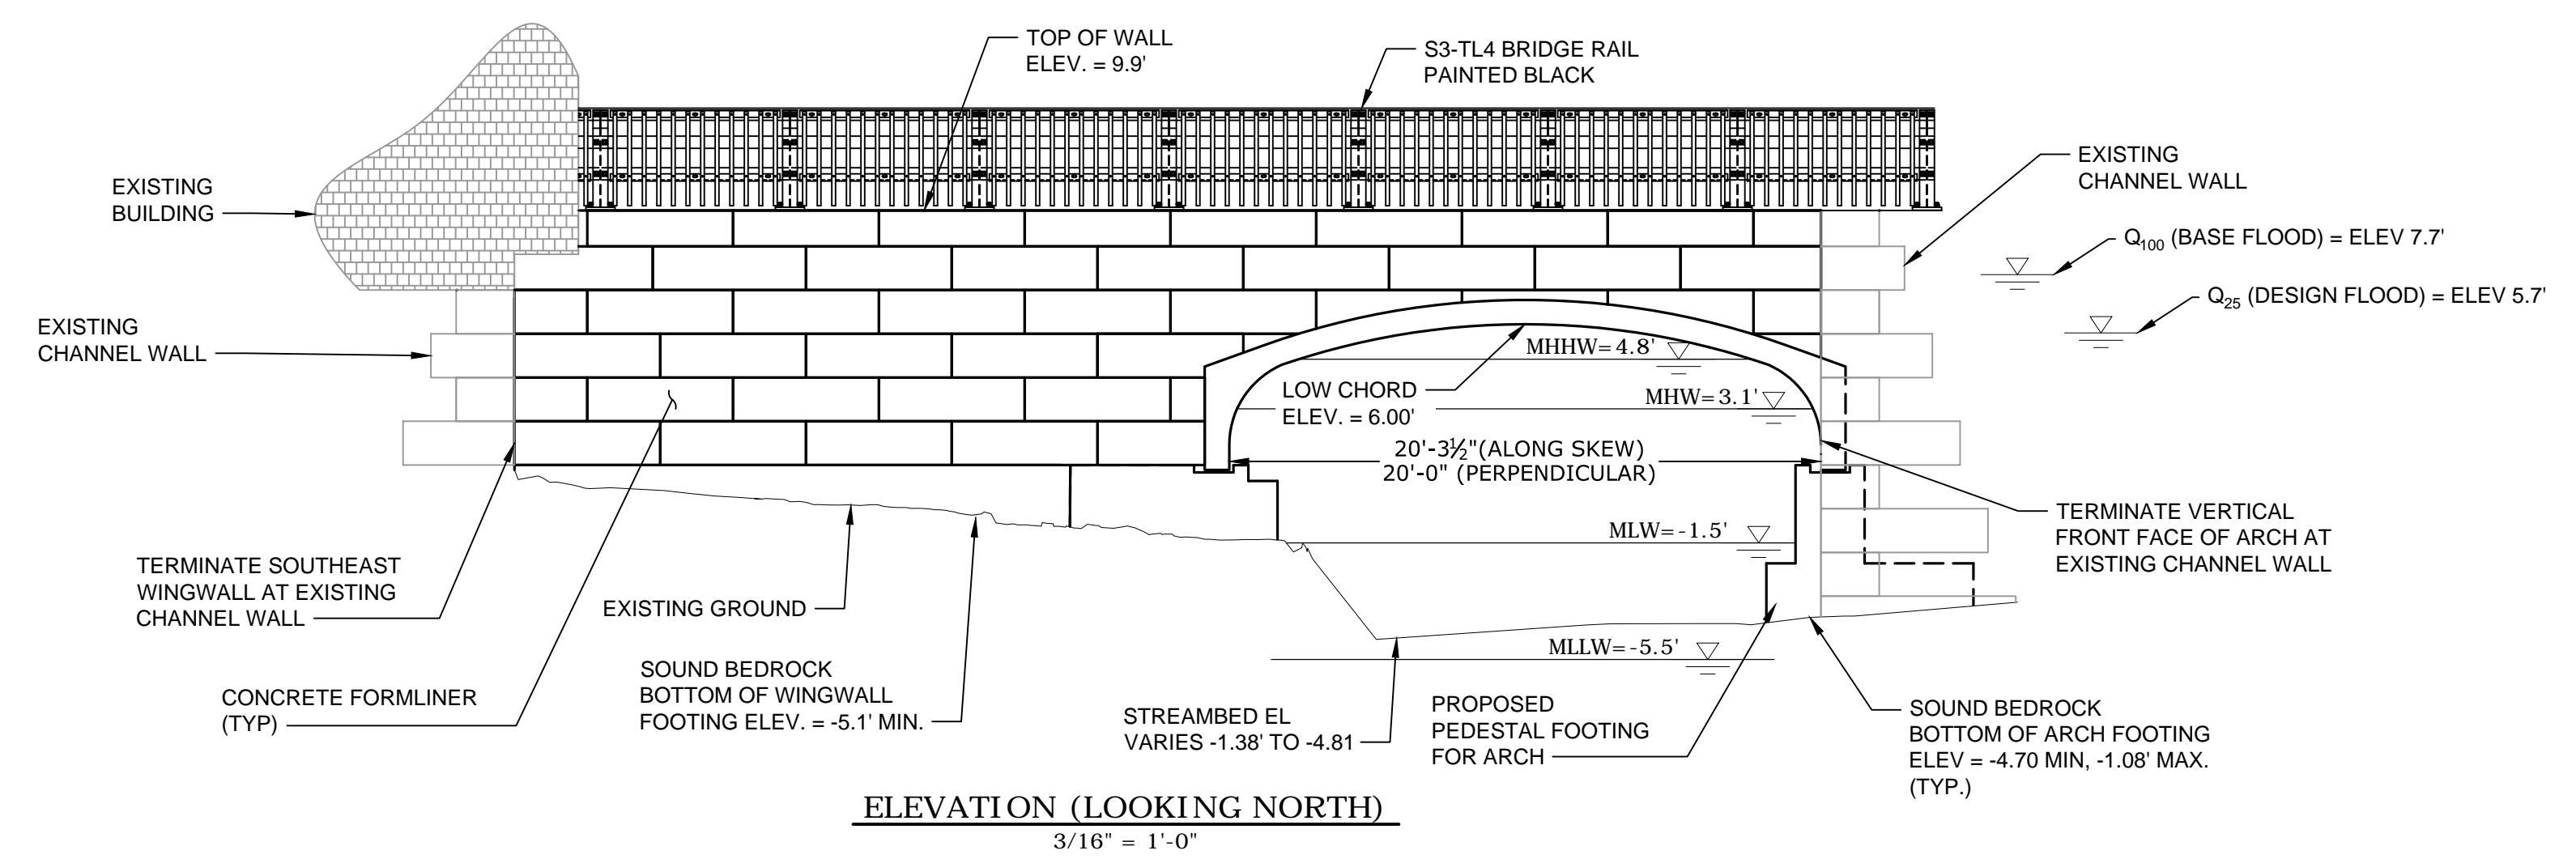 TOP OF WALL
ELEV. = 9.9'
S3-TL4 BRIDGE RAIL
PAINTED BLACK
EXISTING
BUILDING
EXISTING
CHANNEL WALL
Q100 (BASE FLOOD) = ELEV 7.7'
Q25 (DESIGN FLOOD) = ELEV 5.7'
EXISTING
CHANNEL WALL
MHHW=4.8'
LOW CHORD
ELEV. = 6.00'
MHW=3.1'
20'-3½"(ALONG SKEW)
20'-0" (PERPENDICULAR)
MLW=-1.5'
TERMINATE VERTICAL
FRONT FACE OF ARCH AT
EXISTING CHANNEL WALL
TERMINATE SOUTHEAST
WINGWALL AT EXISTING
CHANNEL WALL
EXISTING GROUND
MLLW=-5.5'
SOUND BEDROCK
BOTTOM OF WINGWALL
FOOTING ELEV. = -5.1' MIN.
CONCRETE FORMLINER
(TYP)
STREAMBED EL
VARIES -1.38' TO -4.81
PROPOSED
PEDESTAL FOOTING
FOR ARCH
SOUND BEDROCK
BOTTOM OF ARCH FOOTING
ELEV = -4.70 MIN, -1.08' MAX.
(TYP.)
ELEVATION (LOOKING NORTH)
3/16" = 1'-0"